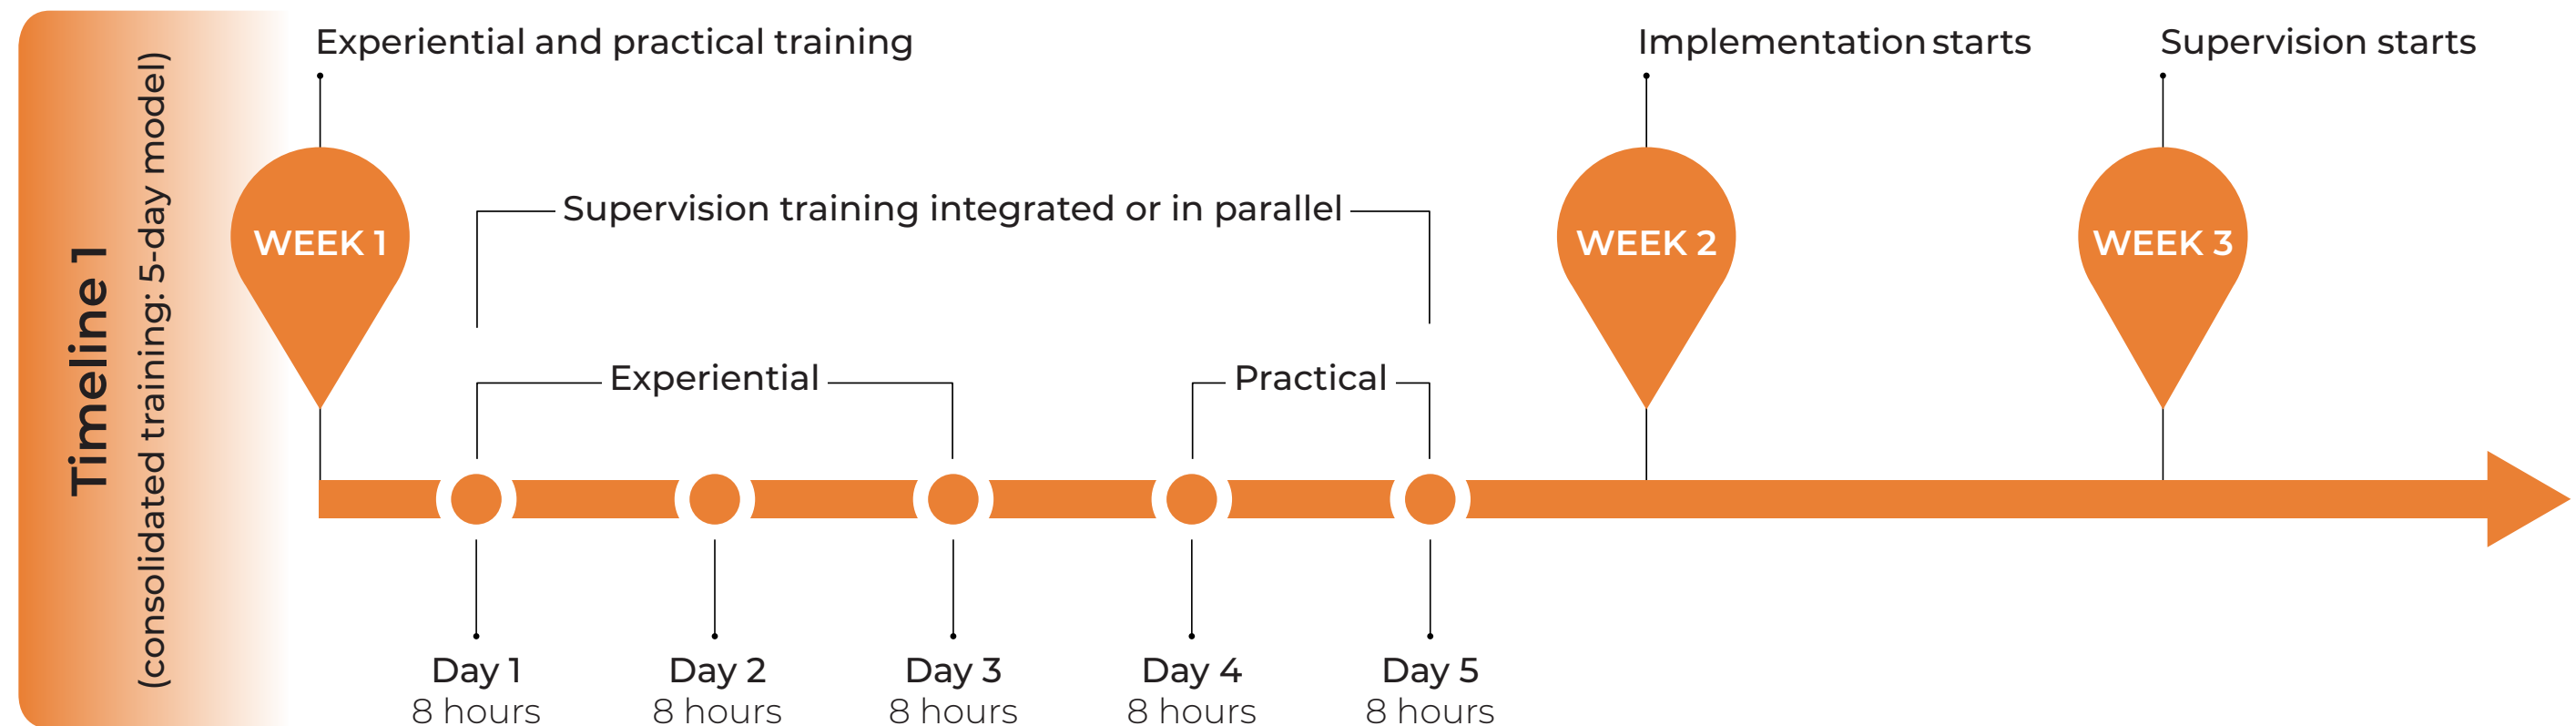 Timeline 1
(consolidated training: 5-day model)
Experiential and practical training
Implementation starts
Supervision starts
WEEK 1
WEEK 2
WEEK 3
Supervision training integrated or in parallel
Experiential
Practical
Day 1
8 hours
Day 2
8 hours
Day 3
8 hours
Day 4
8 hours
Day 5
8 hours